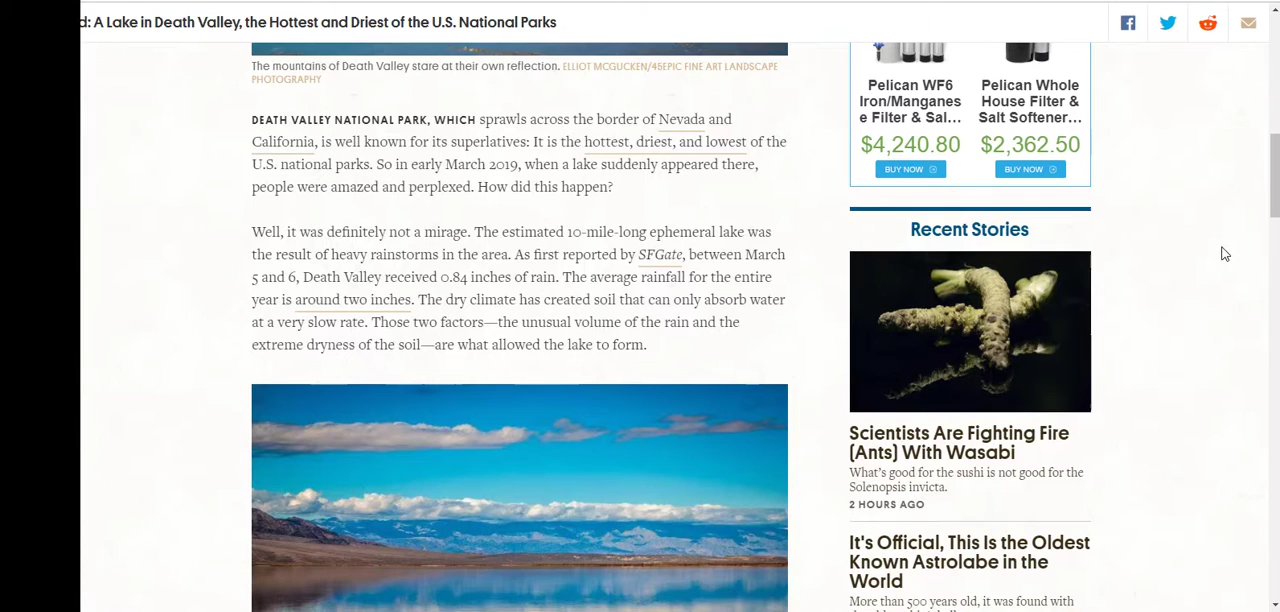 d: A Lake in Death Valley, the Hottest and Driest of the U.S. National Parks
The mountains of Death Valley stare at their own reflection. ELLIOT MCGUCKEN/45EPIC FINE ART LANDSCAPE
PHOTOGRAPHY
DEATH VALLEY NATIONAL PARK, WHICH sprawls across the border of Nevada and
California, is well known for its superlatives: It is the hottest, driest, and lowest of the
U.S. national parks. So in early March 2019, when a lake suddenly appeared there,
people were amazed and perplexed. How did this happen?
Well, it was definitely not a mirage. The estimated 10-mile-long ephemeral lake was
the result of heavy rainstorms in the area. As first reported by SFGate, between March
5 and 6, Death Valley received 0.84 inches of rain. The average rainfall for the entire
year is around two inches. The dry climate has created soil that can only absorb water
at a very slow rate. Those two factors—the unusual volume of the rain and the
extreme dryness of the soil—are what allowed the lake to form.
Pelican WF6
Iron/Manganes
e Filter & Sal...
$4,240.80
BUY NOW
Pelican Whole
House Filter &
Salt Softener...
$2,362.50
BUY NOW
Recent Stories
Scientists Are Fighting Fire
(Ants) With Wasabi
What's good for the sushi is not good for the
Solenopsis invicta.
2 HOURS AGO
It's Official, This Is the Oldest
Known Astrolabe in the
World
More than 500 years old, it was found with